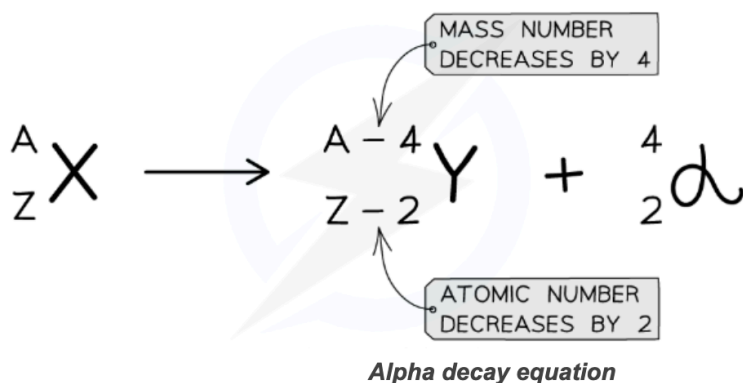 MASS NUMBER
DECREASES BY 4
A
Z
X
→
A − 4
Z − 2
Y
+
4
2
α
ATOMIC NUMBER
DECREASES BY 2
Alpha decay equation